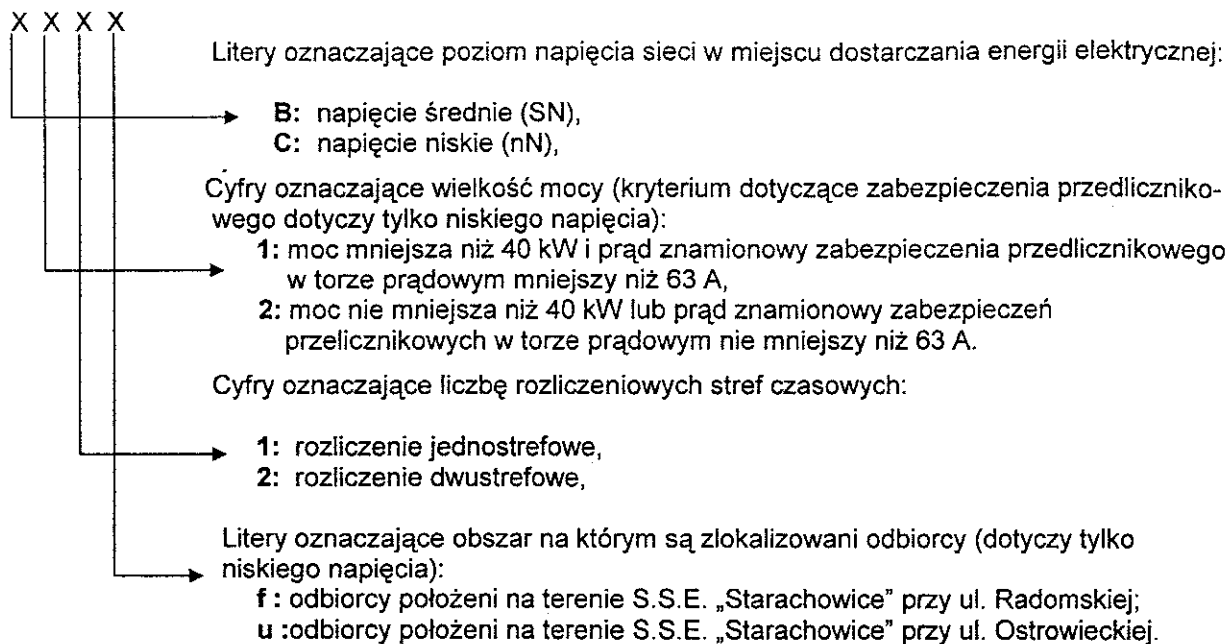 X X X X
Litery oznaczające poziom napięcia sieci w miejscu dostarczania energii elektrycznej:
B: napięcie średnie (SN),
C: napięcie niskie (nN),
Cyfry oznaczające wielkość mocy (kryterium dotyczące zabezpieczenia przedliczniko-
wego dotyczy tylko niskiego napięcia):
1: moc mniejsza niż 40 kW i prąd znamionowy zabezpieczenia przedlicznikowego
w torze prądowym mniejszy niż 63 A,
2: moc nie mniejsza niż 40 kW lub prąd znamionowy zabezpieczeń
przelicznikowych w torze prądowym nie mniejszy niż 63 A.
Cyfry oznaczające liczbę rozliczeniowych stref czasowych:
1: rozliczenie jednostrefowe,
2: rozliczenie dwustrefowe,
Litery oznaczające obszar na którym są zlokalizowani odbiorcy (dotyczy tylko
niskiego napięcia):
f : odbiorcy położeni na terenie S.S.E. „Starachowice” przy ul. Radomskiej;
u :odbiorcy położeni na terenie S.S.E. „Starachowice” przy ul. Ostrowieckiej.